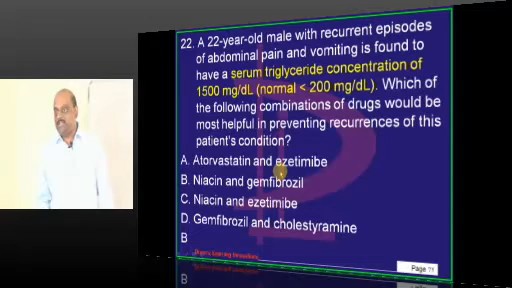 22. A 22-year-old male with recurrent episodes
of abdominal pain and vomiting is found to
have a serum triglyceride concentration of
1500 mg/dL (normal < 200 mg/dL). Which of
the following combinations of drugs would be
most helpful in preventing recurrences of this
patient's condition?
A. Atorvastatin and ezetimibe
B. Niacin and gemfibrozil
C. Niacin and ezetimibe
D. Gemfibrozil and cholestyramine
B
Page 71
B